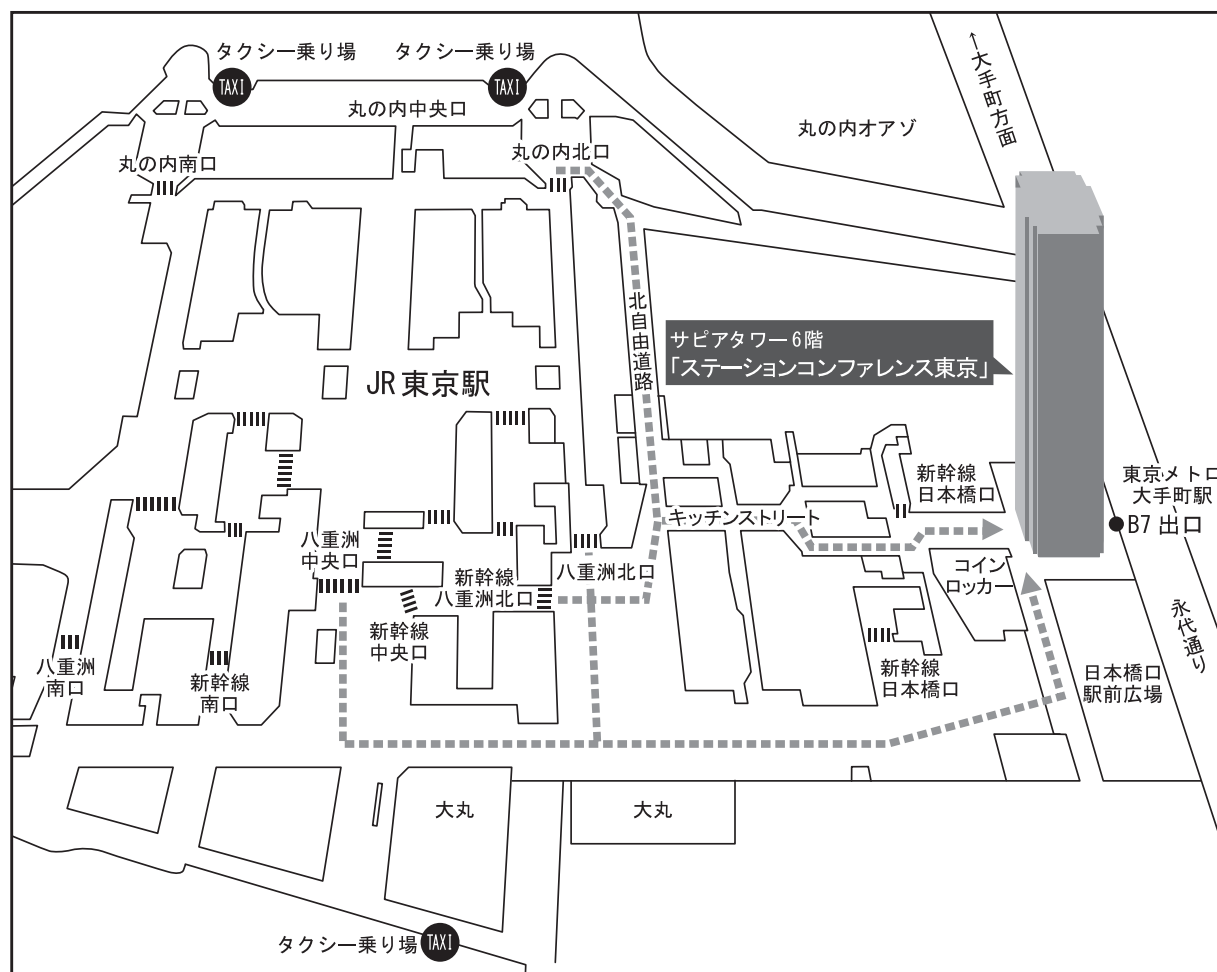 タクシー乗り場
タクシー乗り場
TAXI
TAXI
丸の内中央口
丸の内南口
丸の内北口
丸の内オアゾ
←大手町方面
北自由道路
サピアタワー6階
「ステーションコンファレンス東京」
JR東京駅
新幹線
日本橋口
東京メトロ
大手町駅
B7出口
キッチンストリート
八重洲
中央口
新幹線
八重洲北口
八重洲北口
コイン
ロッカー
新幹線
中央口
八重洲
南口
新幹線
南口
新幹線
日本橋口
日本橋口
駅前広場
永代通り
大丸
大丸
タクシー乗り場
TAXI